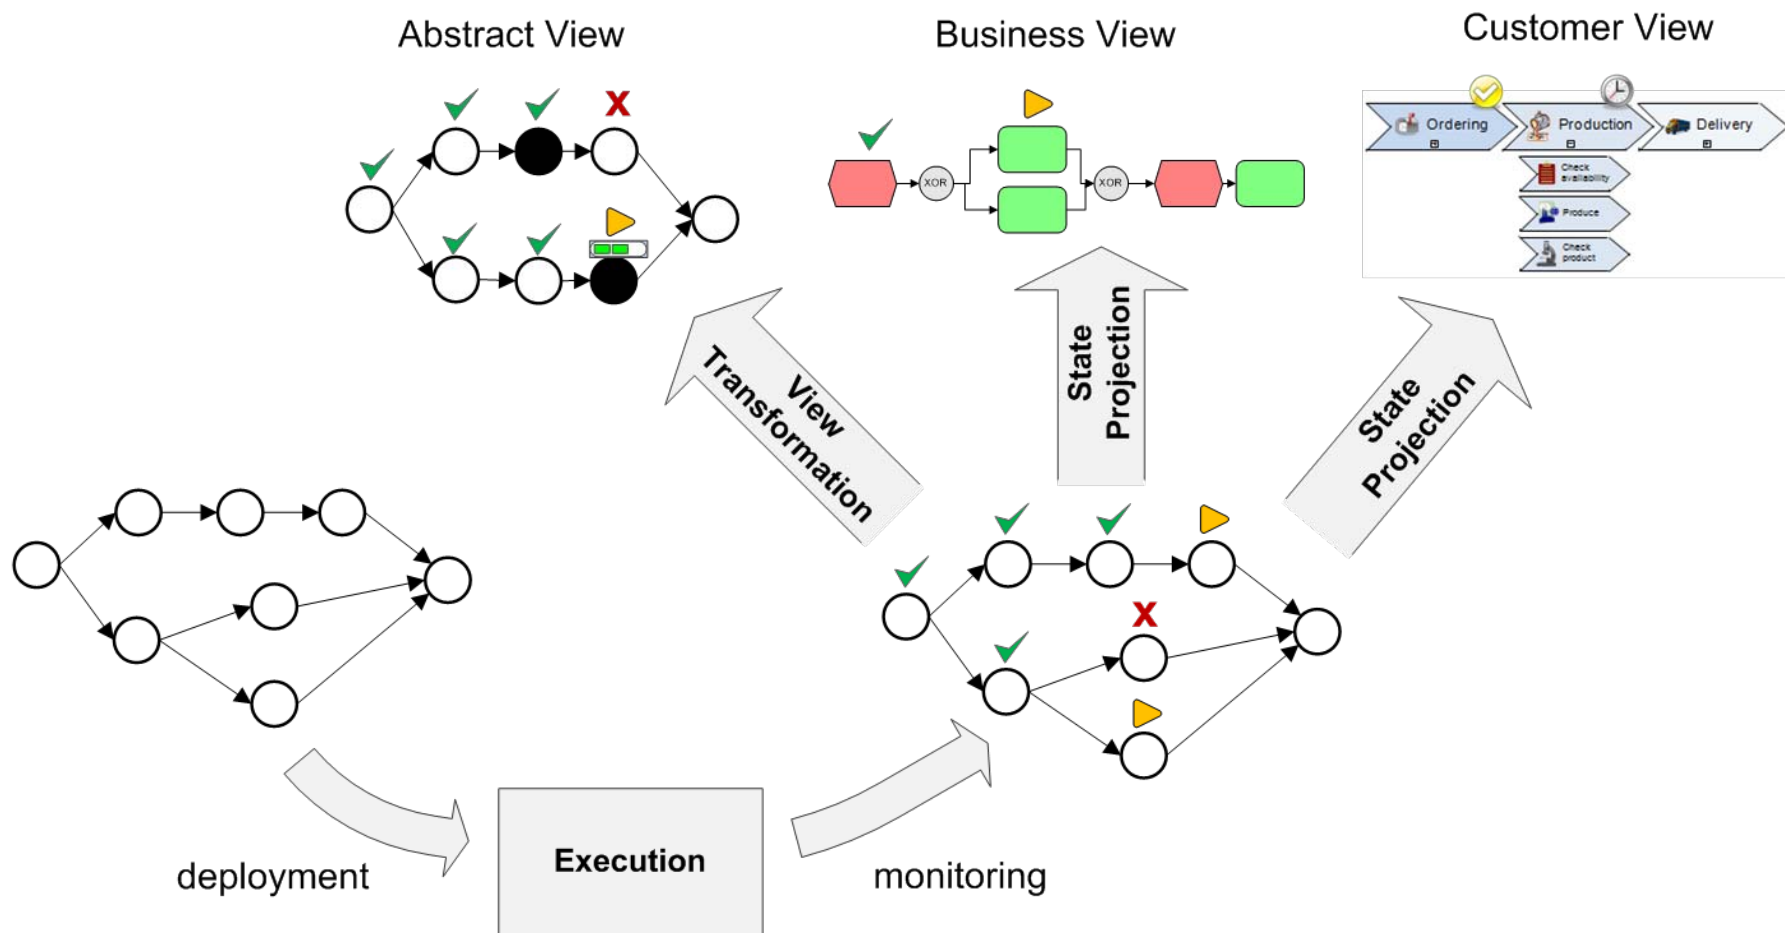 Abstract View
Business View
Customer View
X
XOR
XOR
Ordering
Production
Delivery
Check
availability
Produce
Check
product
View
Transformation
State
Projection
State
Projection
X
deployment
Execution
monitoring